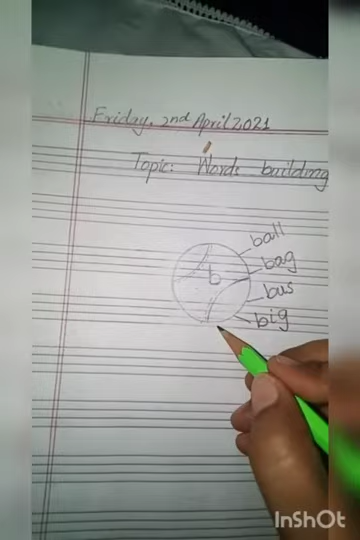 Friday, 2nd April 2021
Topic: Words building
b
ball
bag
bus
big
InShOt